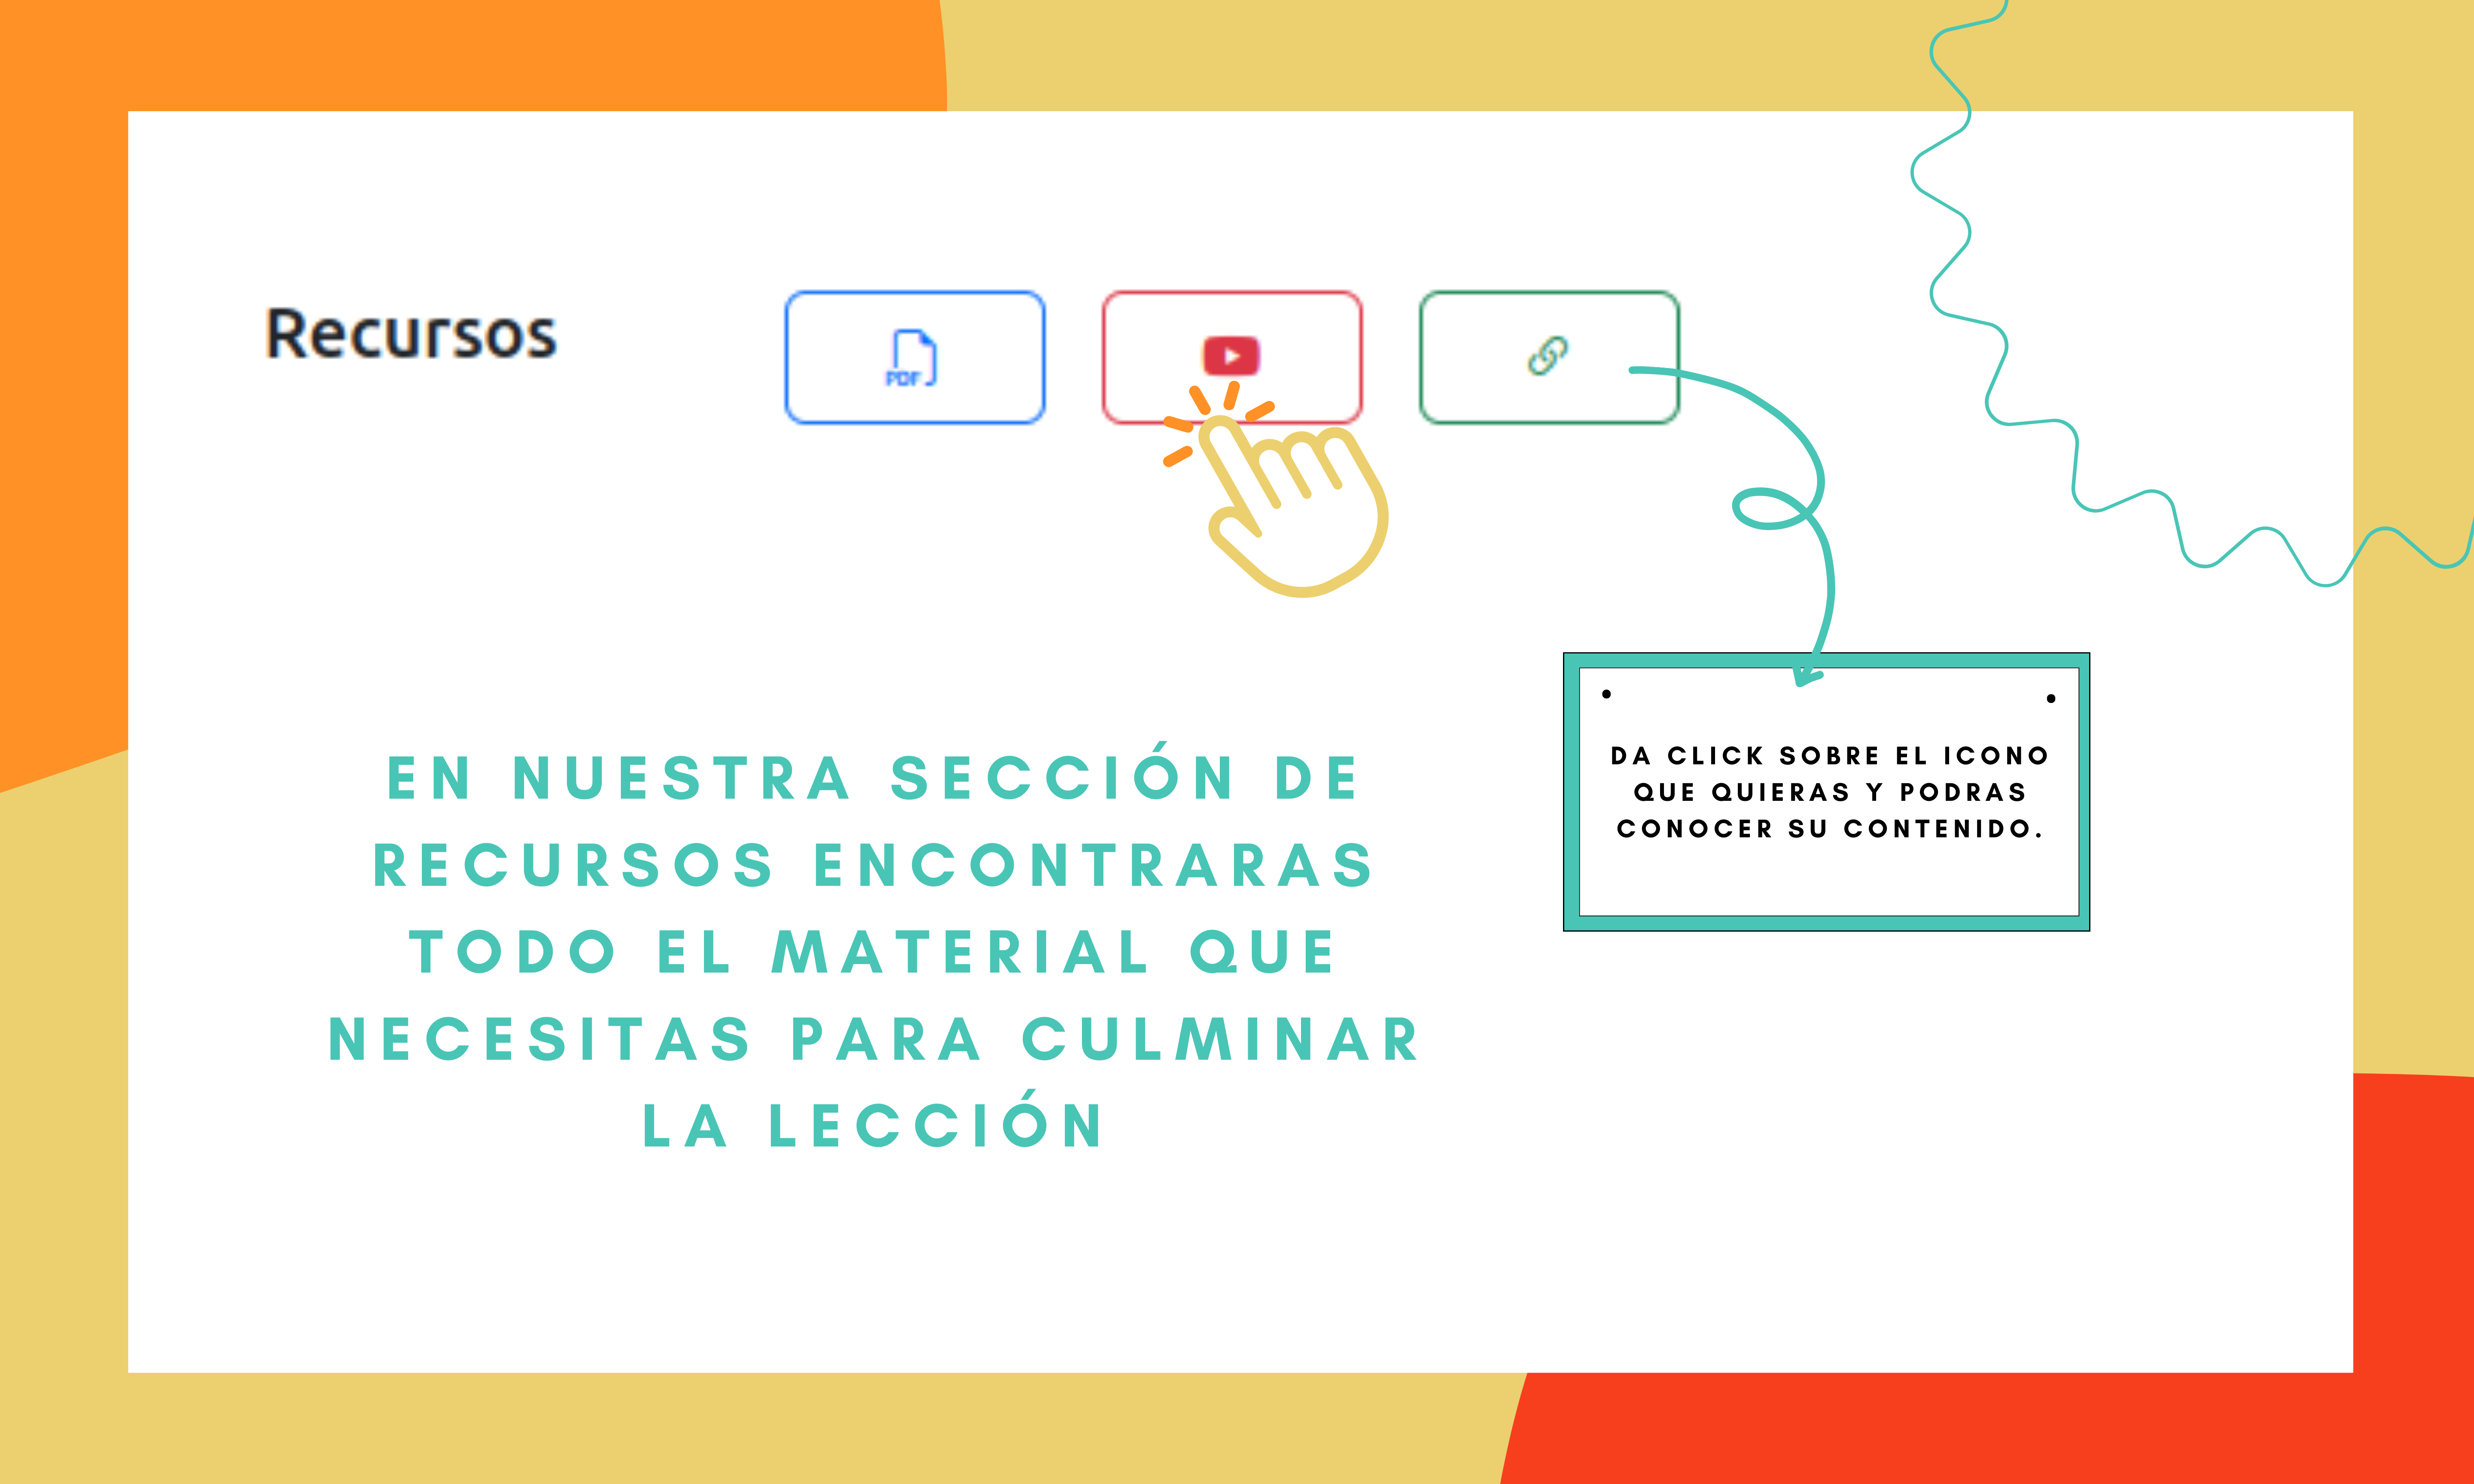 Recursos
PDF
EN NUESTRA SECCIÓN DE
RECURSOS ENCONTRARAS
TODO EL MATERIAL QUE
NECESITAS PARA CULMINAR
LA LECCIÓN
DA CLICK SOBRE EL ICONO
QUE QUIERAS Y PODRAS
CONOCER SU CONTENIDO.